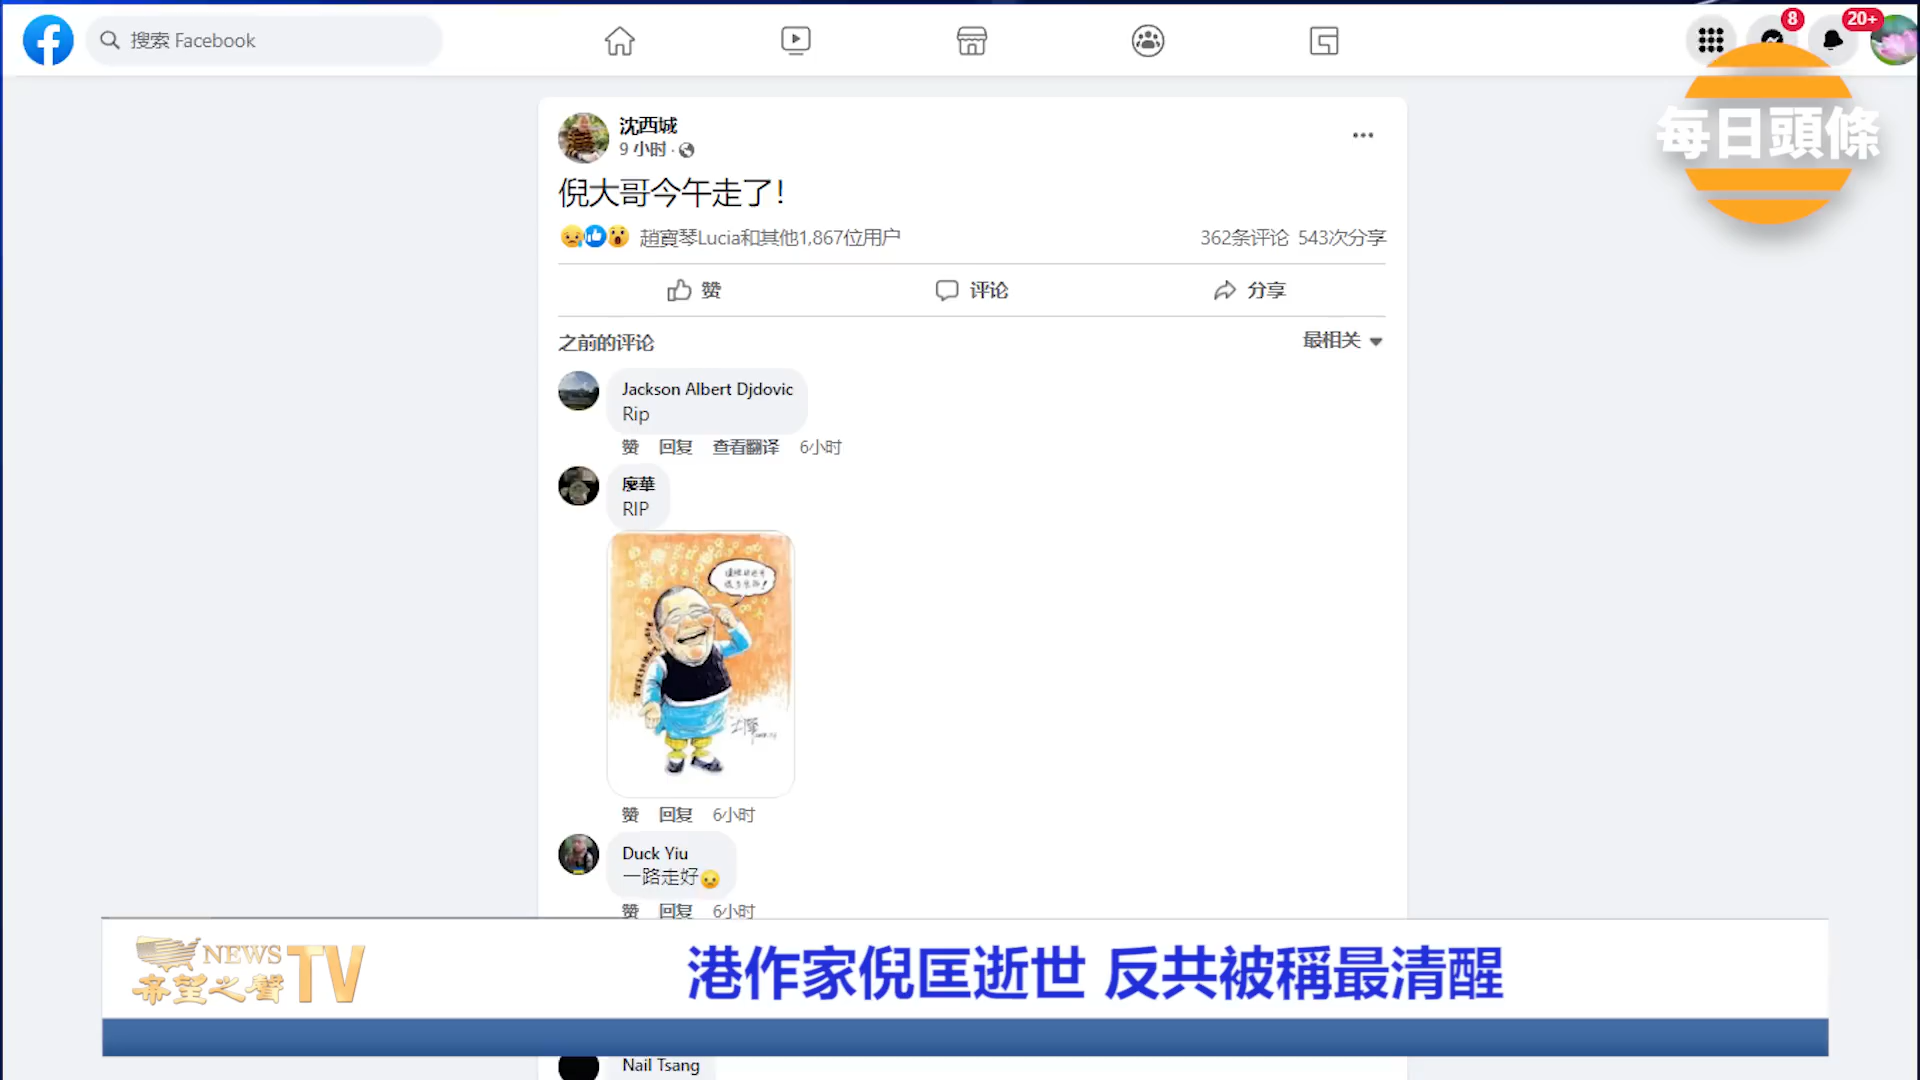 搜索 Facebook
8
20+
每日頭條
沈西城
9 小时
倪大哥今午走了!
趙寶琴Lucia和其他1,867位用户
362条评论 543次分享
赞 评论 分享
之前的评论
最相关
Jackson Albert Djdovic
Rip
赞 回复 查看翻译 6小时
廖華
RIP
赞 回复 6小时
Duck Yiu
一路走好
赞 回复 6小时
NEWS
希望之聲 TV
港作家倪匡逝世 反共被稱最清醒
Nail Tsang